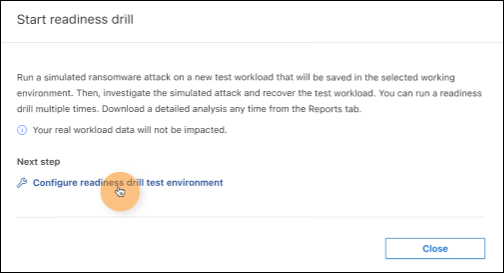 Start readiness drill
Run a simulated ransomware attack on a new test workload that will be saved in the selected working
environment. Then, investigate the simulated attack and recover the test workload. You can run a readiness
drill multiple times. Download a detailed analysis any time from the Reports tab.
Your real workload data will not be impacted.
Next step
Configure readiness drill test environment
Close